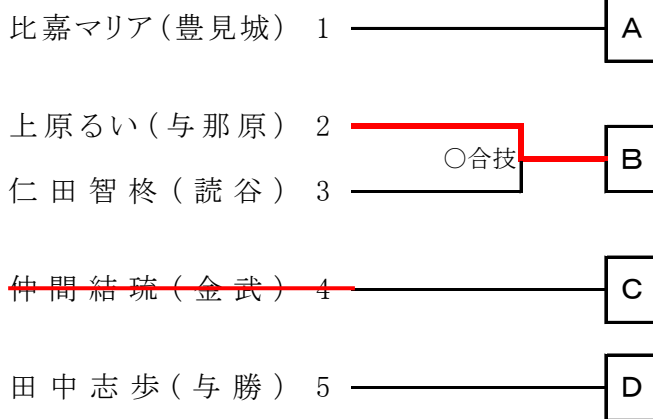 比嘉マリア(豊見城) 1 A
上原るい(与那原) 2
○合技 B
仁田智柊(読谷) 3
仲間結琉(金武) 4 C
田中志歩(与勝) 5 D